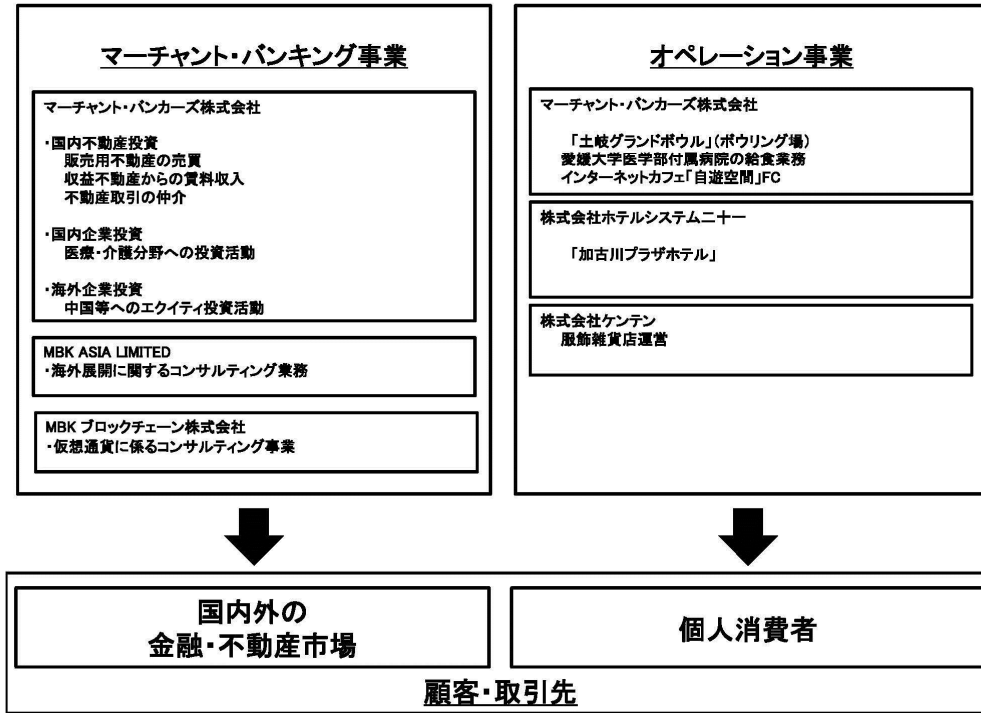 マーチャント・バンキング事業
マーチャント・バンカーズ株式会社
・国内不動産投資
販売用不動産の売買
収益不動産からの賃料収入
不動産取引の仲介
・国内企業投資
医療・介護分野への投資活動
・海外企業投資
中国等へのエクイティ投資活動
MBK ASIA LIMITED
・海外展開に関するコンサルティング業務
MBK ブロックチェーン株式会社
・仮想通貨に係るコンサルティング事業
オペレーション事業
マーチャント・バンカーズ株式会社
「土岐グランドボウル」(ボウリング場)
愛媛大学医学部付属病院の給食業務
インターネットカフェ「自遊空間」FC
株式会社ホテルシステム二十一
「加古川プラザホテル」
株式会社ケンテン
服飾雑貨店運営
国内外の
金融・不動産市場
個人消費者
顧客・取引先